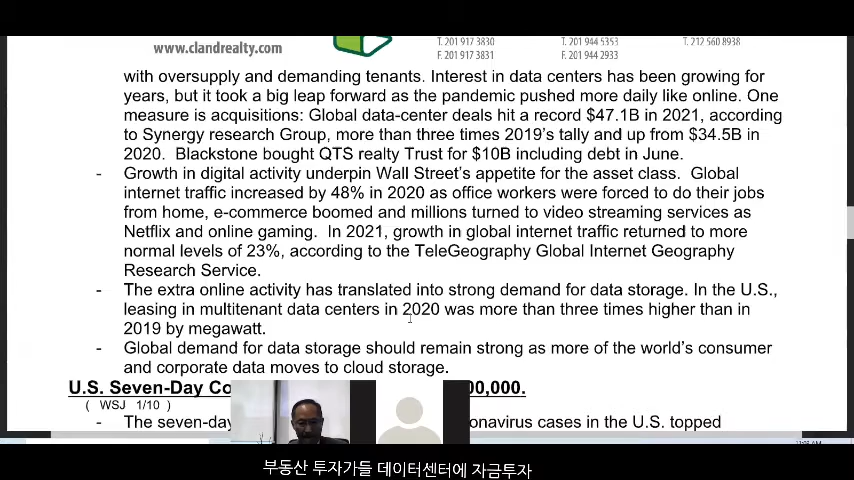 www.clandrealty.com
T. 201 917 3830
F. 201 917 3831
T. 201 944 5353
F. 201 944 2933
T. 212 560 8938
with oversupply and demanding tenants. Interest in data centers has been growing for
years, but it took a big leap forward as the pandemic pushed more daily like online. One
measure is acquisitions: Global data-center deals hit a record $47.1B in 2021, according
to Synergy research Group, more than three times 2019's tally and up from $34.5B in
2020. Blackstone bought QTS realty Trust for $10B including debt in June.
- Growth in digital activity underpin Wall Street's appetite for the asset class. Global
internet traffic increased by 48% in 2020 as office workers were forced to do their jobs
from home, e-commerce boomed and millions turned to video streaming services as
Netflix and online gaming. In 2021, growth in global internet traffic returned to more
normal levels of 23%, according to the TeleGeography Global Internet Geography
Research Service.
- The extra online activity has translated into strong demand for data storage. In the U.S.,
leasing in multitenant data centers in 2020 was more than three times higher than in
2019 by megawatt.
- Global demand for data storage should remain strong as more of the world's consumer
and corporate data moves to cloud storage.
U.S. Seven-Day Co 00,000.
( WSJ 1/10 )
- The seven-day onavirus cases in the U.S. topped
부동산 투자가들 데이터센터에 자금투자